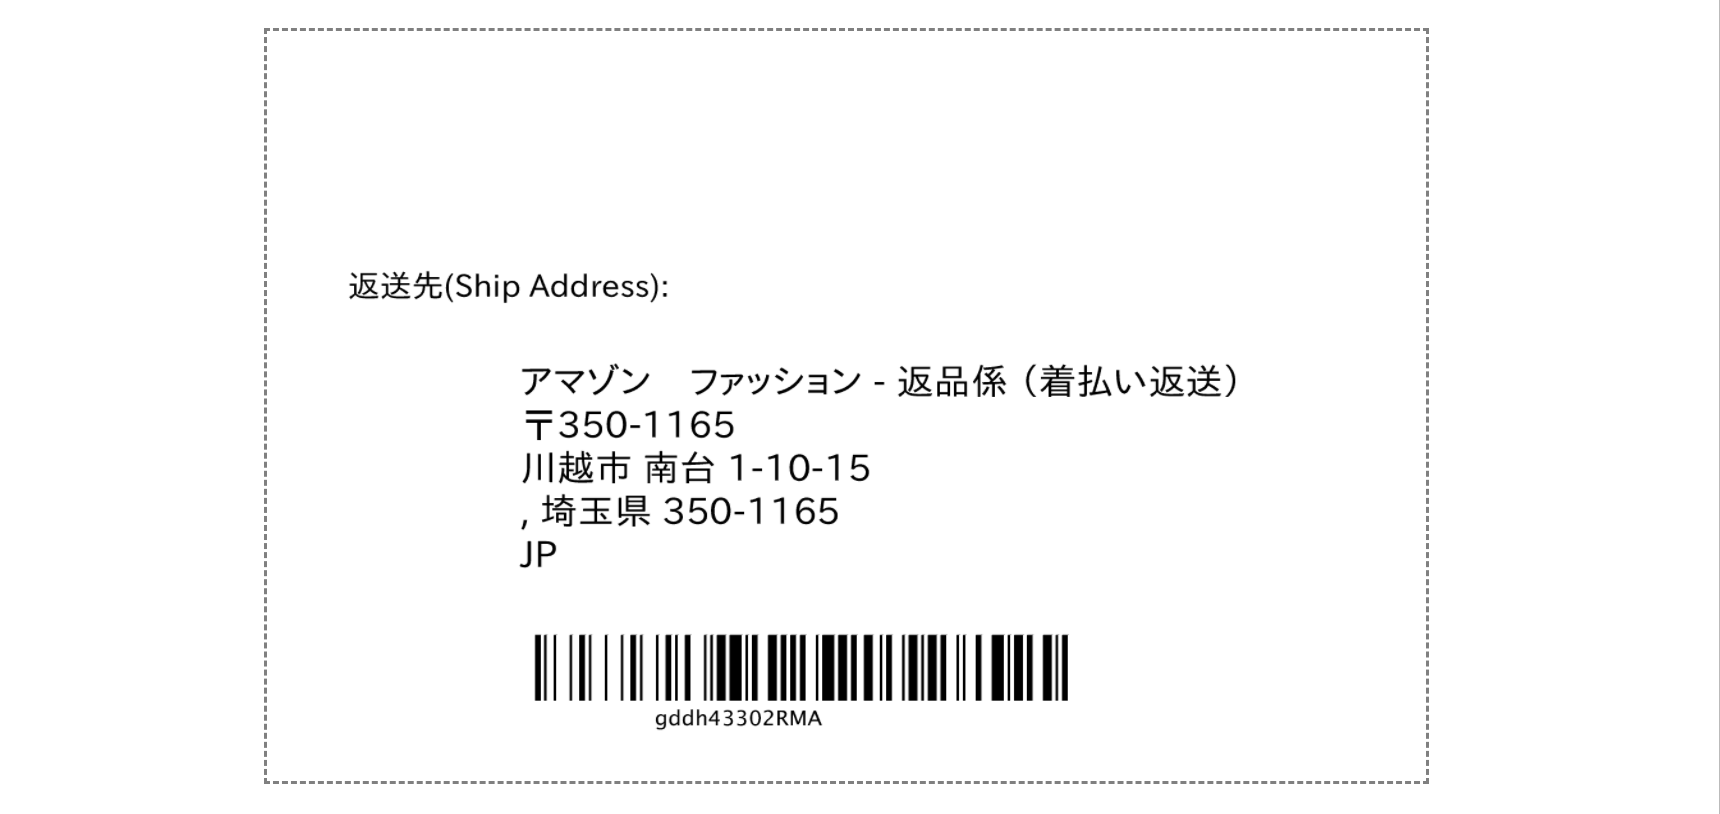 返送先(Ship Address):
アマゾン　ファッション - 返品係（着払い返送）
〒350-1165
川越市 南台 1-10-15
, 埼玉県 350-1165
JP
gddh43302RMA